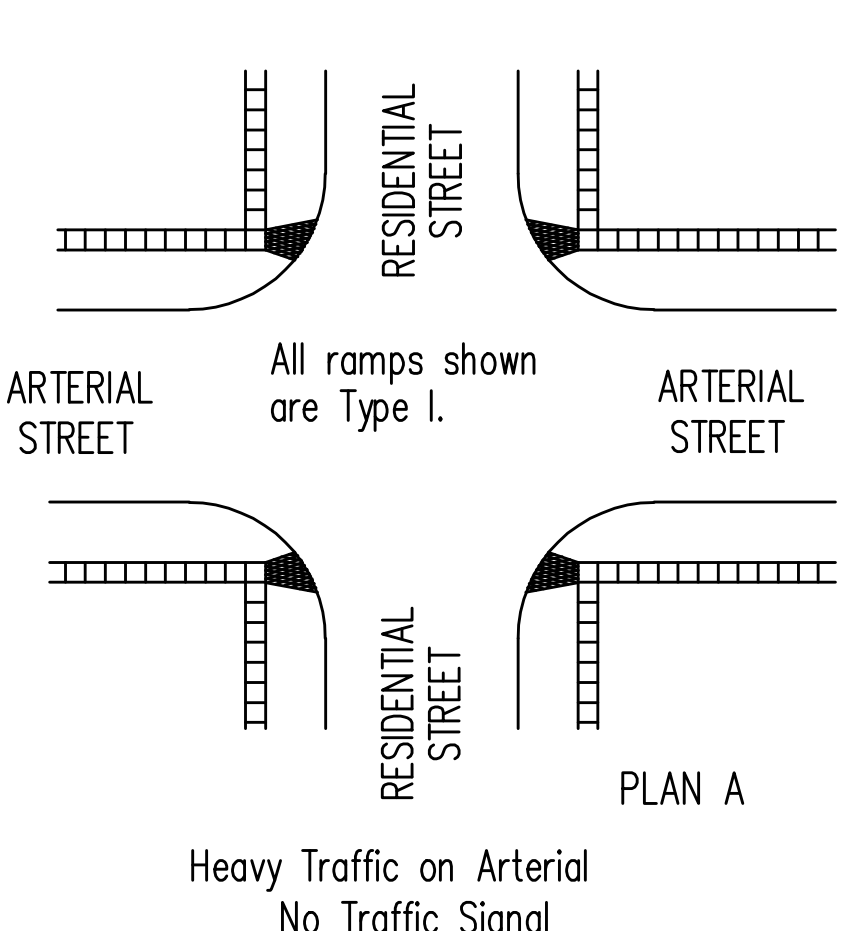 RESIDENTIAL
STREET
All ramps shown
are Type I.
ARTERIAL
STREET
ARTERIAL
STREET
RESIDENTIAL
STREET
PLAN A
Heavy Traffic on Arterial
No Traffic Signal